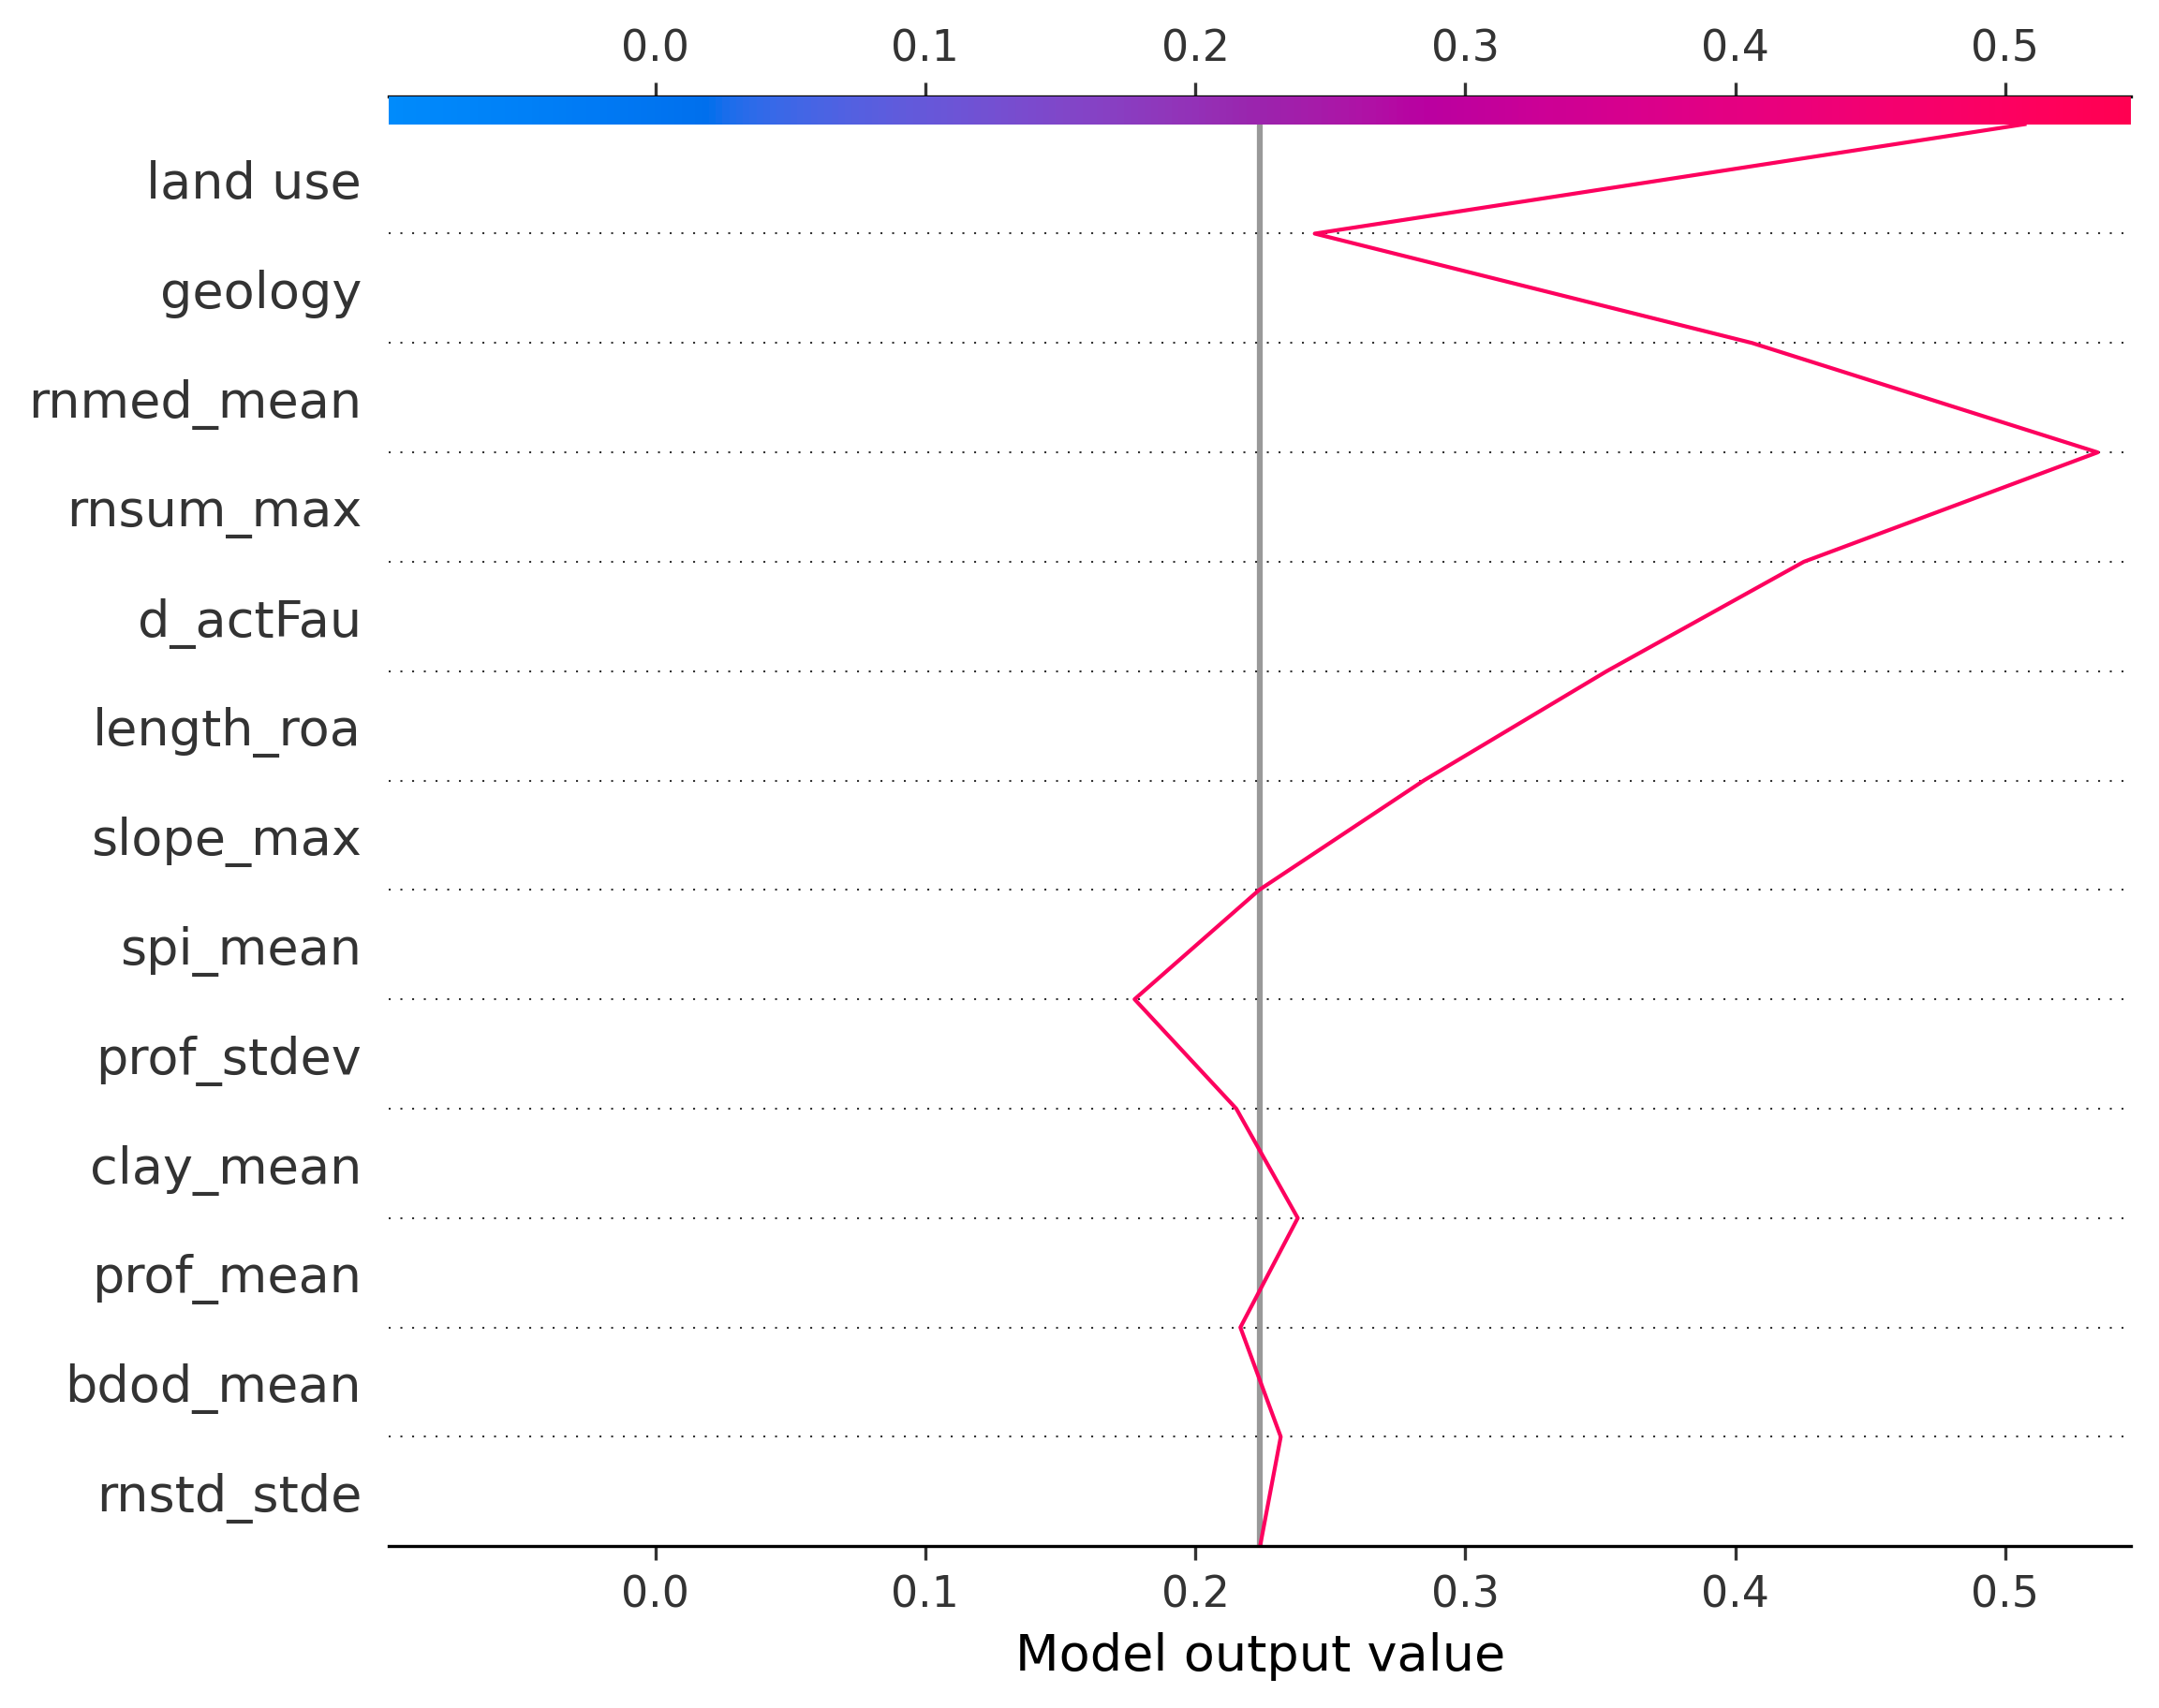 0.0 0.1 0.2 0.3 0.4 0.5
land use
geology
rnmed_mean
rnsum_max
d_actFau
length_roa
slope_max
spi_mean
prof_stdev
clay_mean
prof_mean
bdod_mean
rnstd_stde
0.0 0.1 0.2 0.3 0.4 0.5
Model output value